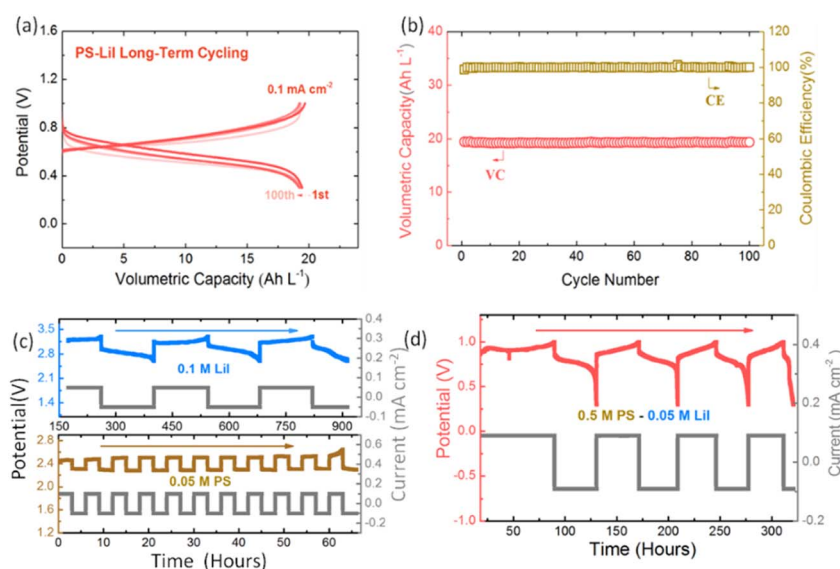 (a)
PS-LiI Long-Term Cycling
0.1 mA cm-2
100th - 1st
1.6
1.2
0.8
0.4
0.0
Potential (V)
0 5 10 15 20
Volumetric Capacity (Ah L-1)
(b)
40
30
20
10
0
Volumetric Capacity(Ah L-1)
CE
VC
120
100
80
60
40
20
0
Coulombic Efficiency(%)
0 20 40 60 80 100
Cycle Number
(c)
3.5
2.8
2.1
1.4
0.1 M LiI
0.4
0.3
0.2
0.1
0.0
-0.1
150 300 450 600 750 900
Potential(V)
Current (mA cm-2)
2.8
2.4
2.0
1.6
1.2
0.05 M PS
0.6
0.4
0.2
0.0
-0.2
0 10 20 30 40 50 60
Time (Hours)
(d)
1.0
0.5
0.0
-0.5
-1.0
Potential (V)
0.5 M PS - 0.05 LiI
0.4
0.2
0.0
Current (mA cm-2)
50 100 150 200 250 300
Time (Hours)